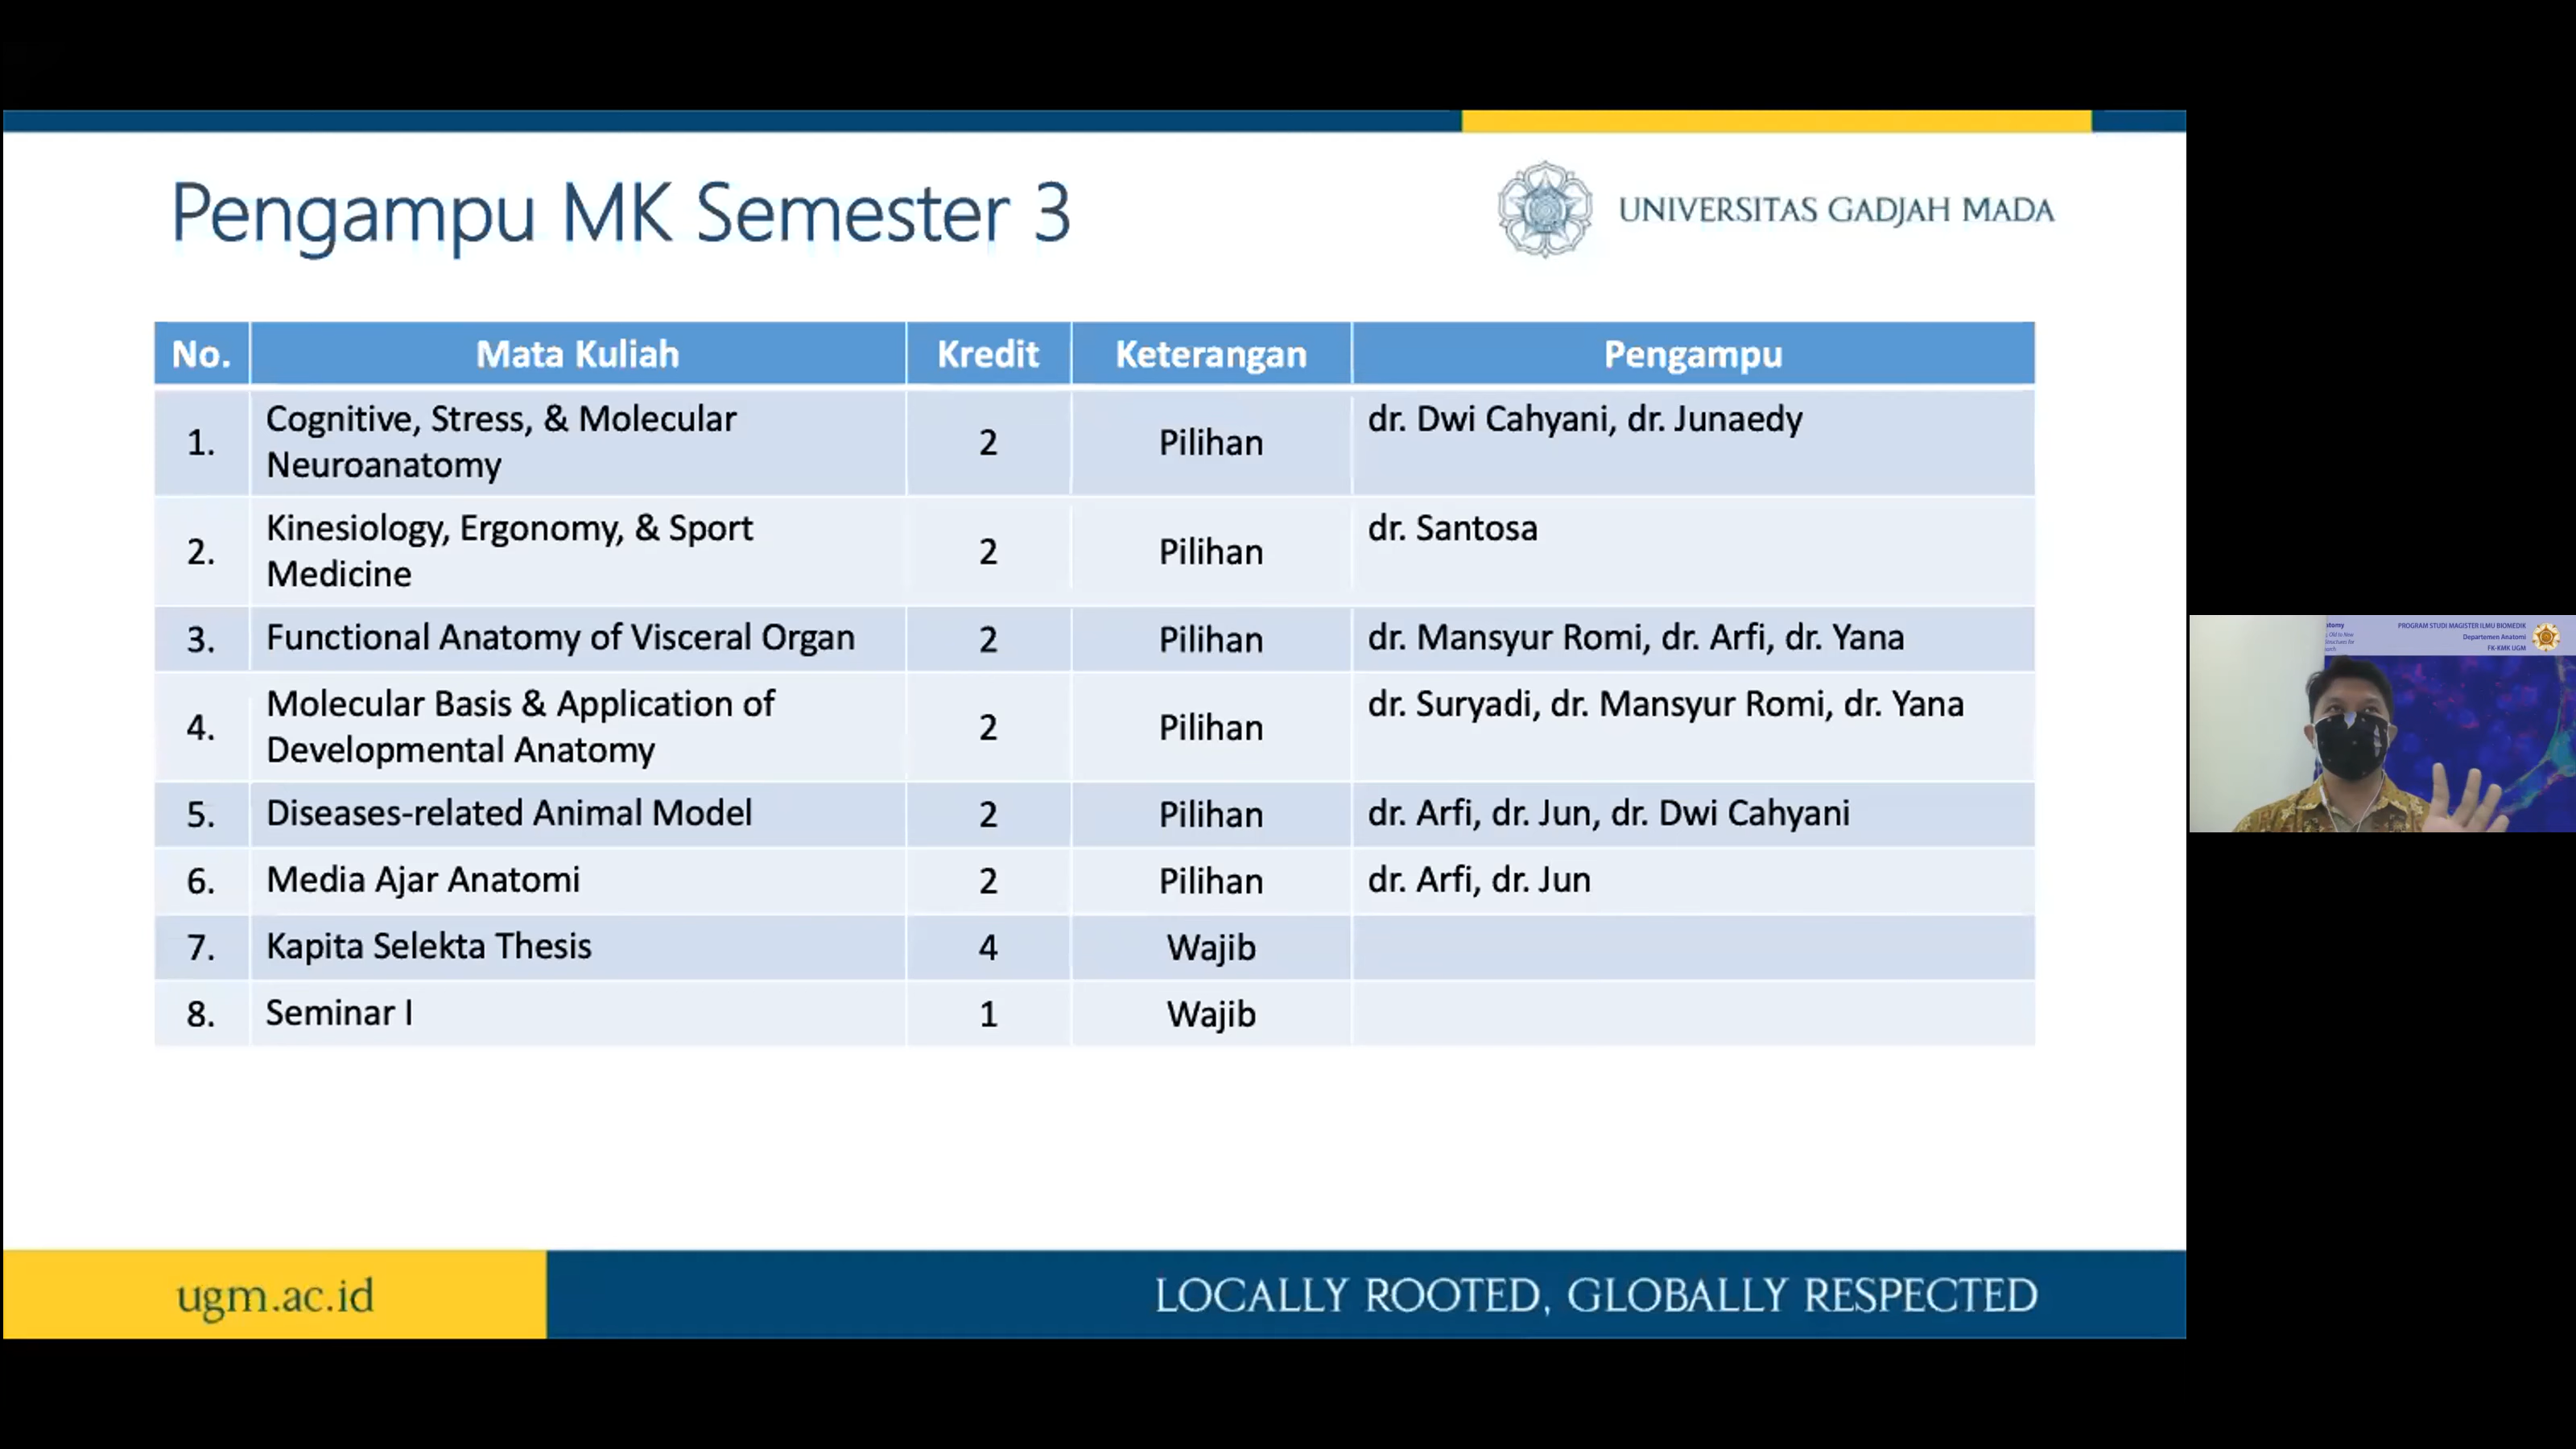 Pengampu MK Semester 3
UNIVERSITAS GADJAH MADA
No. Mata Kuliah Kredit Keterangan Pengampu
1. Cognitive, Stress, & Molecular Neuroanatomy 2 Pilihan dr. Dwi Cahyani, dr. Junaedy
2. Kinesiology, Ergonomy, & Sport Medicine 2 Pilihan dr. Santosa
3. Functional Anatomy of Visceral Organ 2 Pilihan dr. Mansyur Romi, dr. Arfi, dr. Yana
4. Molecular Basis & Application of Developmental Anatomy 2 Pilihan dr. Suryadi, dr. Mansyur Romi, dr. Yana
5. Diseases-related Animal Model 2 Pilihan dr. Arfi, dr. Jun, dr. Dwi Cahyani
6. Media Ajar Anatomi 2 Pilihan dr. Arfi, dr. Jun
7. Kapita Selekta Thesis 4 Wajib
8. Seminar I 1 Wajib
ugm.ac.id
LOCALLY ROOTED, GLOBALLY RESPECTED
PROGRAM STUDI MAGISTER ILMU BIOMEDIK
Departemen Anatomi
FK-KMK UGM